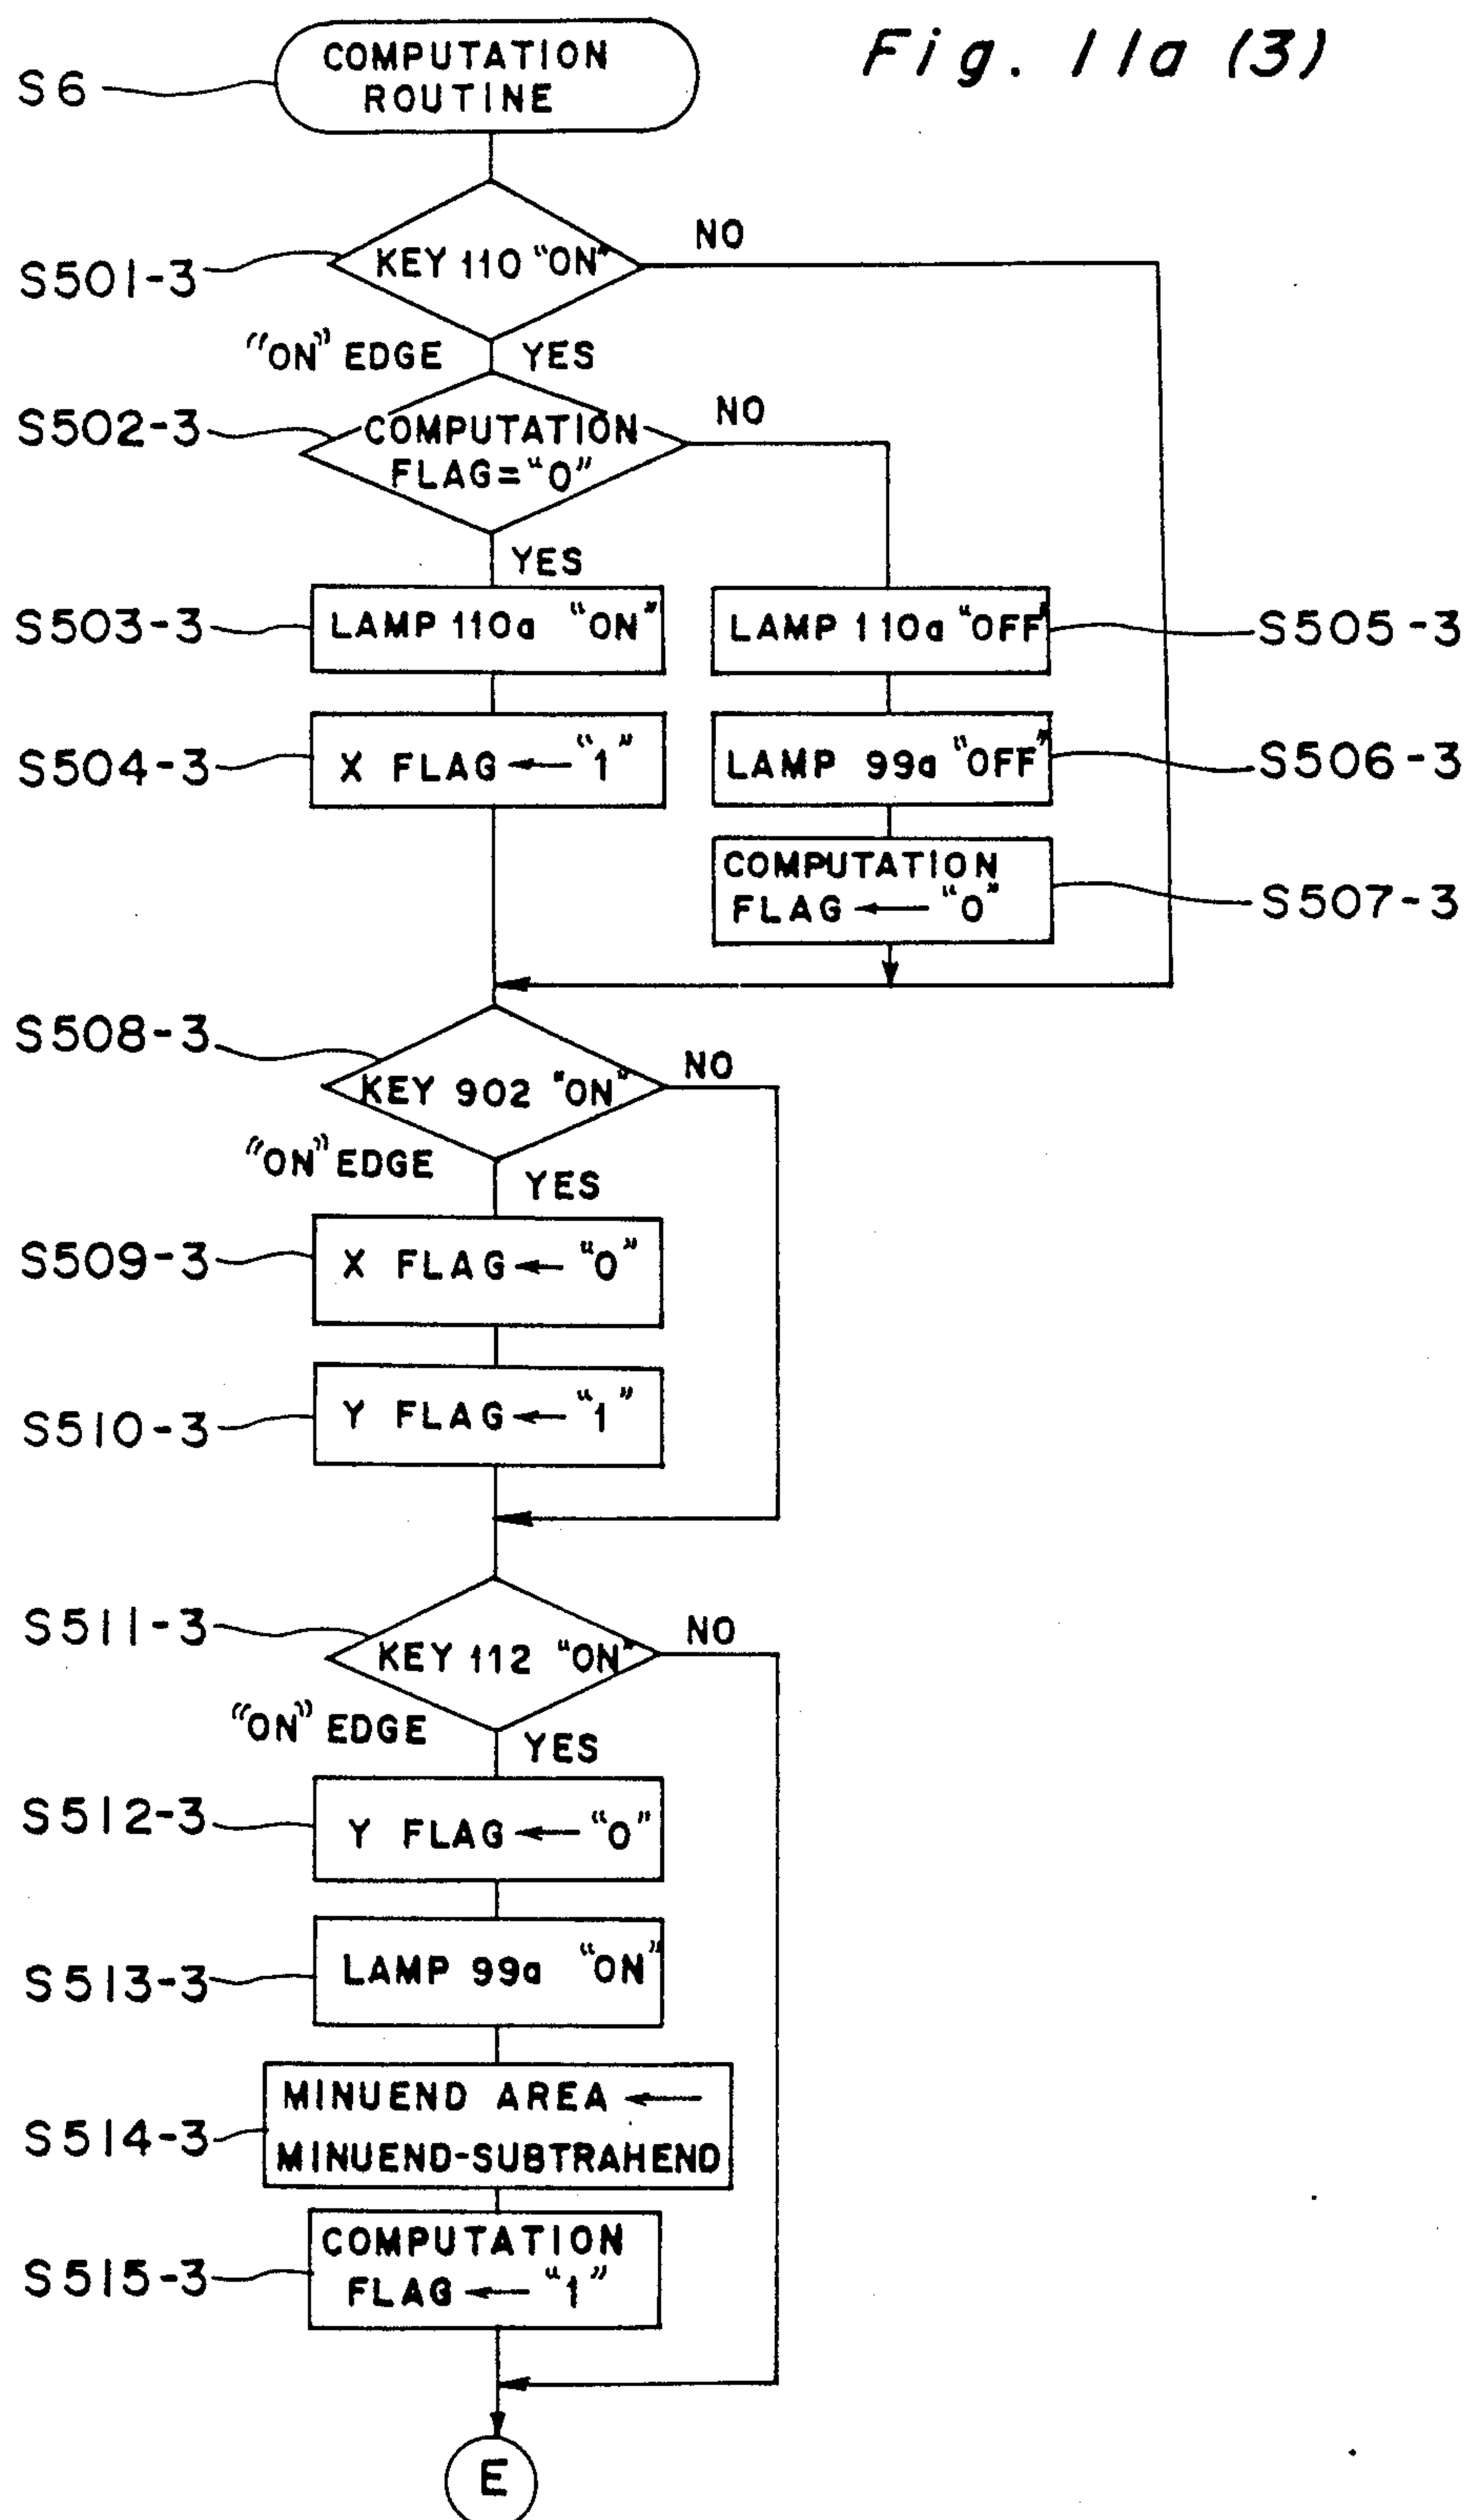 Fig. 11a (3)
S6
COMPUTATION
ROUTINE
S501-3
KEY 110 "ON"
NO
"ON" EDGE
YES
S502-3
COMPUTATION
FLAG="0"
NO
YES
S503-3
LAMP 110a "ON"
LAMP 110a "OFF"
S505-3
S504-3
X FLAG ← "1"
LAMP 99a "OFF"
S506-3
COMPUTATION
FLAG ← "0"
S507-3
S508-3
KEY 902 "ON"
NO
"ON" EDGE
YES
S509-3
X FLAG ← "0"
S510-3
Y FLAG ← "1"
S511-3
KEY 112 "ON"
NO
"ON" EDGE
YES
S512-3
Y FLAG ← "0"
S513-3
LAMP 99a "ON"
S514-3
MINUEND AREA ←
MINUEND-SUBTRAHEND
S515-3
COMPUTATION
FLAG ← "1"
E